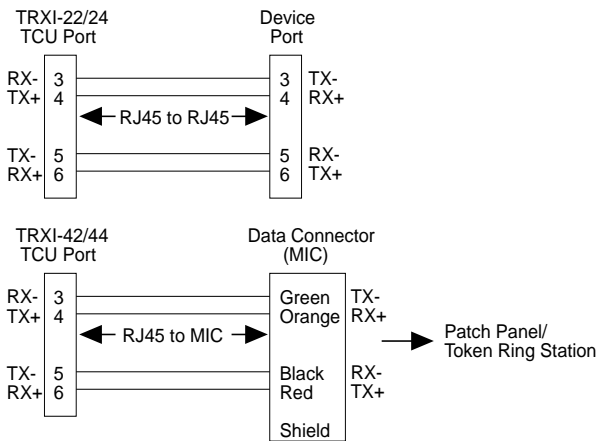 TRXI-22/24
TCU Port
Device
Port
RX- 3 3 TX-
TX+ 4 4 RX+
RJ45 to RJ45
TX- 5 5 RX-
RX+ 6 6 TX+
TRXI-42/44
TCU Port
Data Connector
(MIC)
RX- 3 Green TX-
TX+ 4 Orange RX+
RJ45 to MIC
Patch Panel/
Token Ring Station
TX- 5 Black RX-
RX+ 6 Red TX+
Shield